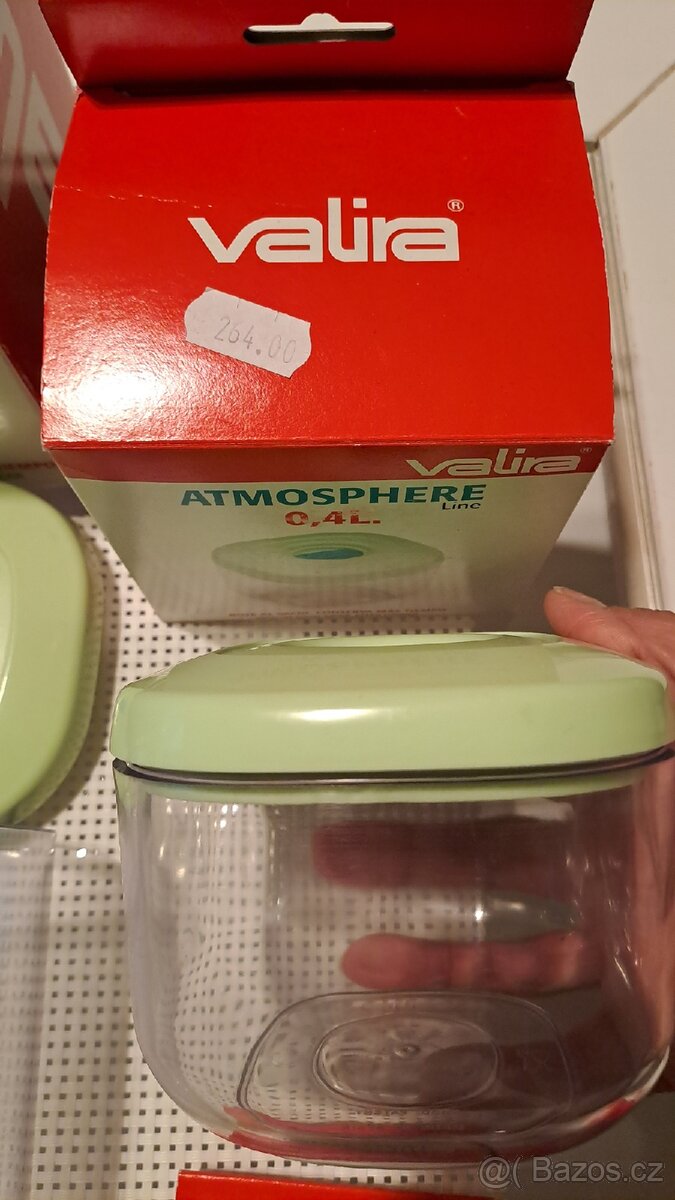 valira®
264.00
valira®
ATMOSPHERE
Line
0,4L.
@( Bazos.cz